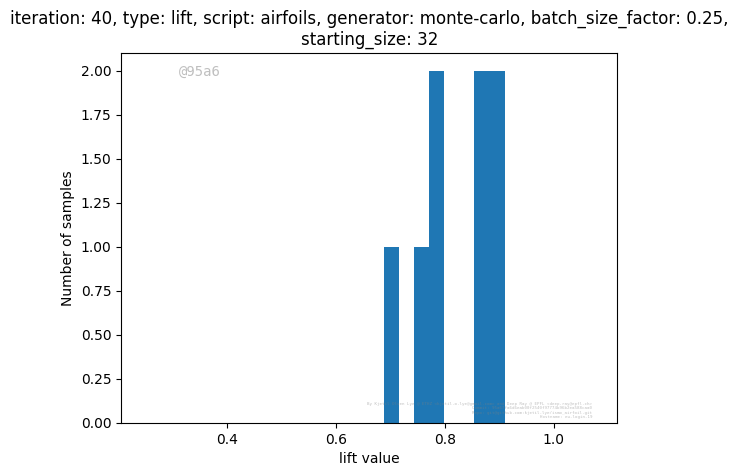 iteration: 40, type: lift, script: airfoils, generator: monte-carlo, batch_size_factor: 0.25,
starting_size: 32
@95a6
2.00
1.75
1.50
1.25
1.00
0.75
0.50
0.25
0.00
Number of samples
0.4
0.6
0.8
1.0
lift value